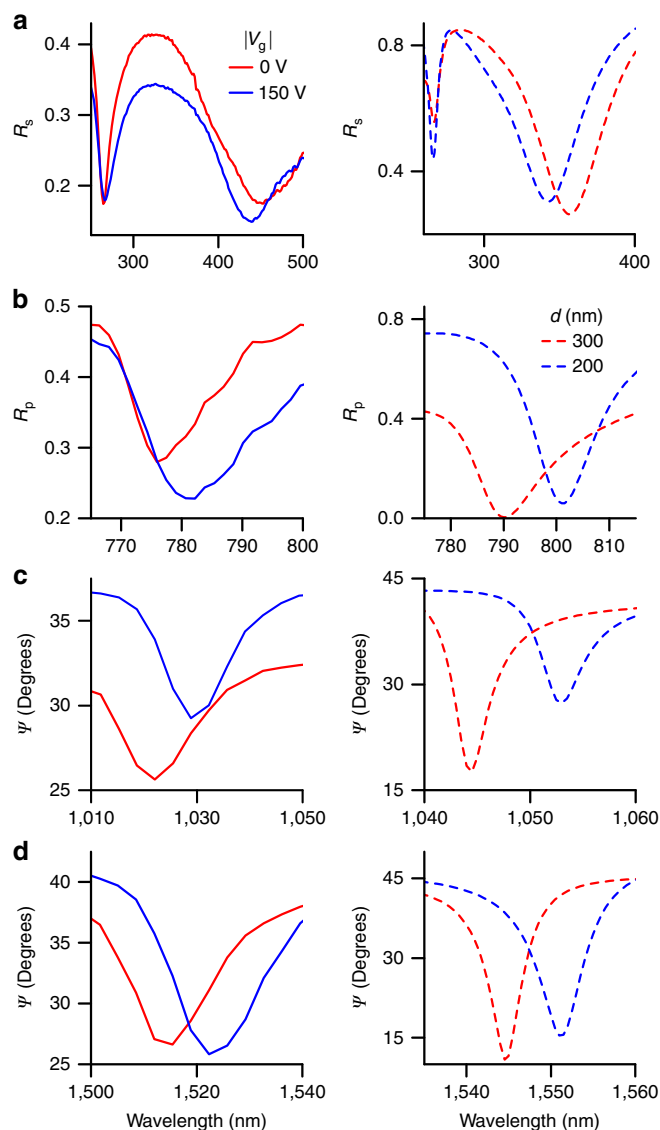 a
|Vg|
0 V
150 V
Rs
0.4
0.3
0.2
300
400
500
Rs
0.8
0.4
300
400
b
Rp
0.5
0.4
0.3
0.2
770
780
790
800
d (nm)
300
200
Rp
0.8
0.4
0.0
780
790
800
810
c
Ψ (Degrees)
35
30
25
1,010
1,030
1,050
Ψ (Degrees)
45
30
15
1,040
1,050
1,060
d
Ψ (Degrees)
40
35
30
25
1,500
1,520
1,540
Wavelength (nm)
Ψ (Degrees)
45
30
15
1,540
1,550
1,560
Wavelength (nm)